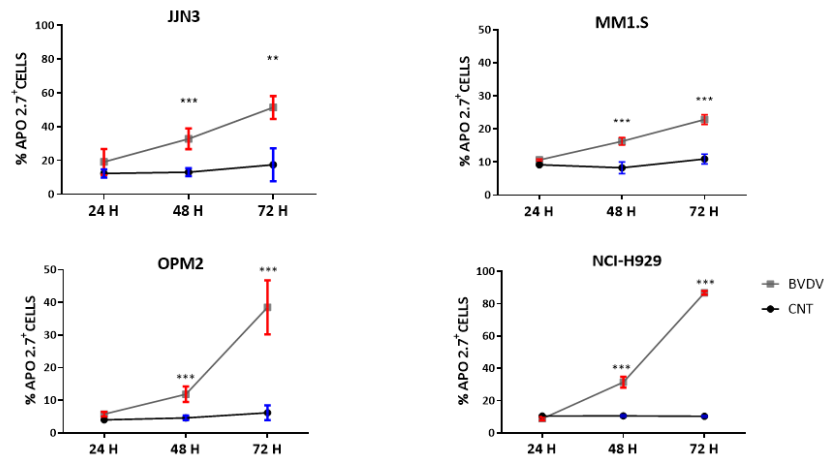 JJN3
% APO 2.7+CELLS
100
80
60
40
20
0
**
***
24 H 48 H 72 H
MM1.S
% APO 2.7+CELLS
50
40
30
20
10
0
***
***
24 H 48 H 72 H
OPM2
% APO 2.7+CELLS
50
40
30
20
10
0
***
***
24 H 48 H 72 H
NCI-H929
% APO 2.7+CELLS
100
80
60
40
20
0
***
***
24 H 48 H 72 H
BVDV
CNT